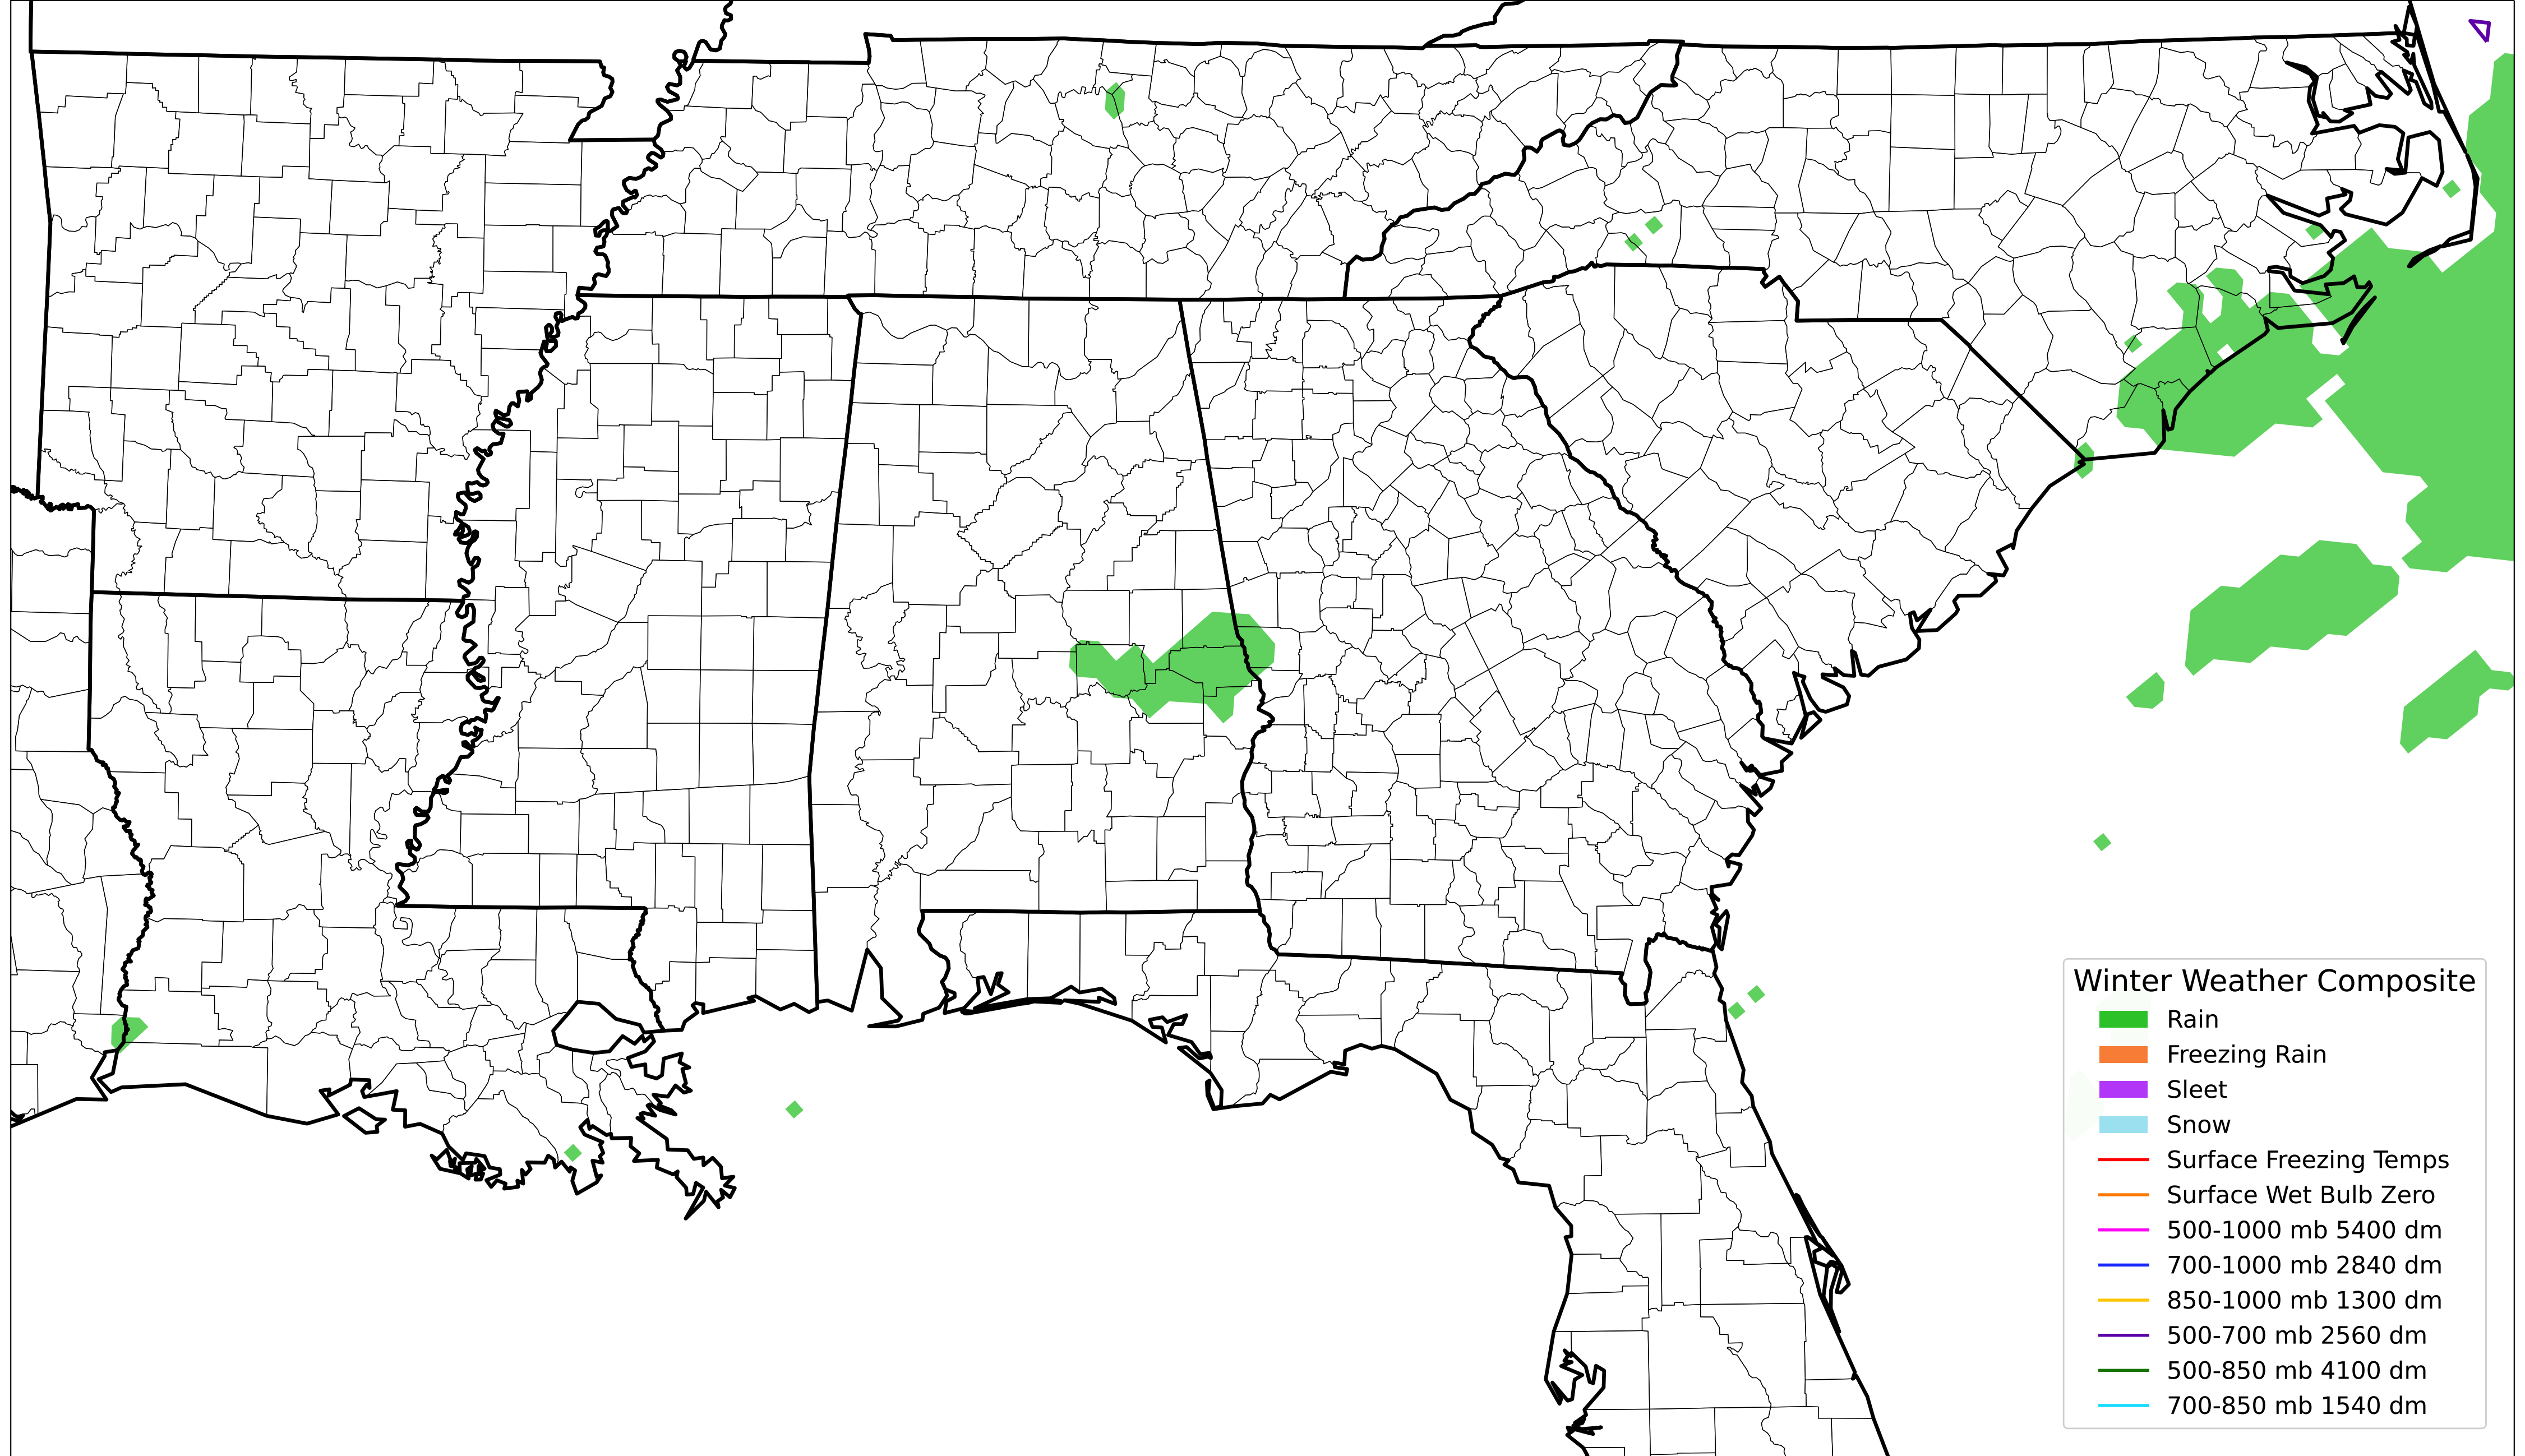 Winter Weather Composite
Rain
Freezing Rain
Sleet
Snow
Surface Freezing Temps
Surface Wet Bulb Zero
500-1000 mb 5400 dm
700-1000 mb 2840 dm
850-1000 mb 1300 dm
500-700 mb 2560 dm
500-850 mb 4100 dm
700-850 mb 1540 dm